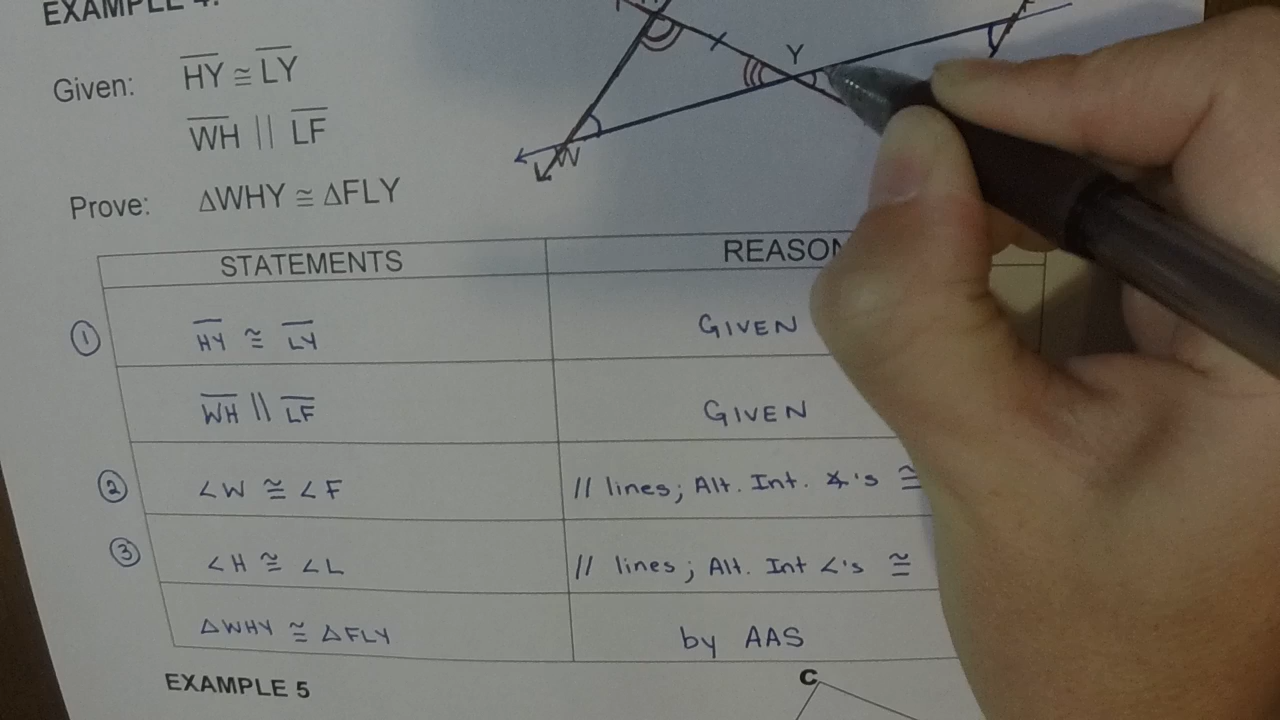 EXAMPLE 4.
Given: HY ≅ LY
WH || LF
Prove: ΔWHY ≅ ΔFLY
Y
W
STATEMENTS
① HY ≅ LY GIVEN
WH || LF GIVEN
② ∠W ≅ ∠F // lines; Alt. Int. ∡'s ≅
③ ∠H ≅ ∠L // lines; Alt. Int ∠'s ≅
ΔWHY ≅ ΔFLY by AAS
EXAMPLE 5
C